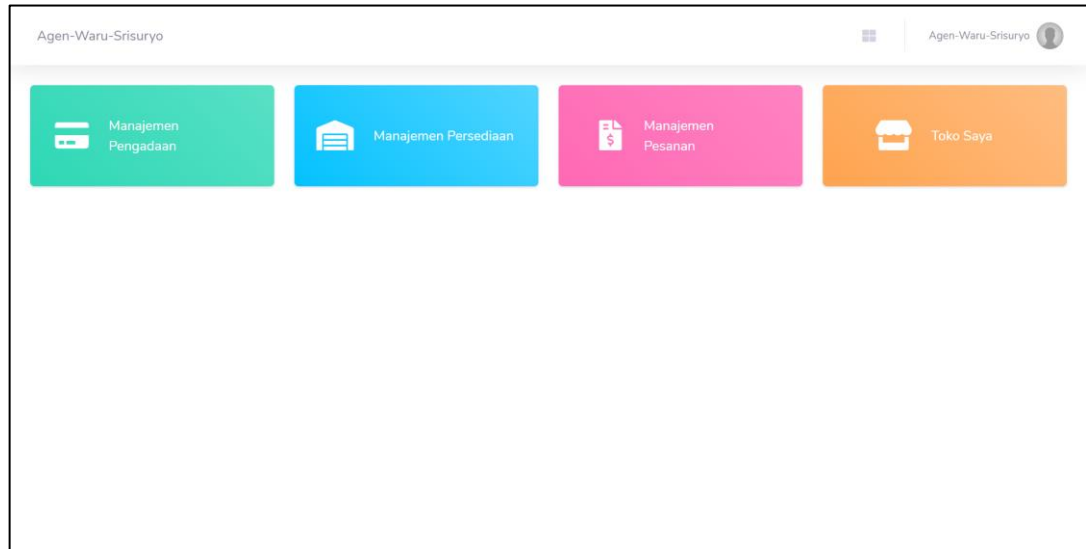 Agen-Waru-Srisuryo
Agen-Waru-Srisuryo
Manajemen
Pengadaan
Manajemen Persediaan
Manajemen
Pesanan
Toko Saya